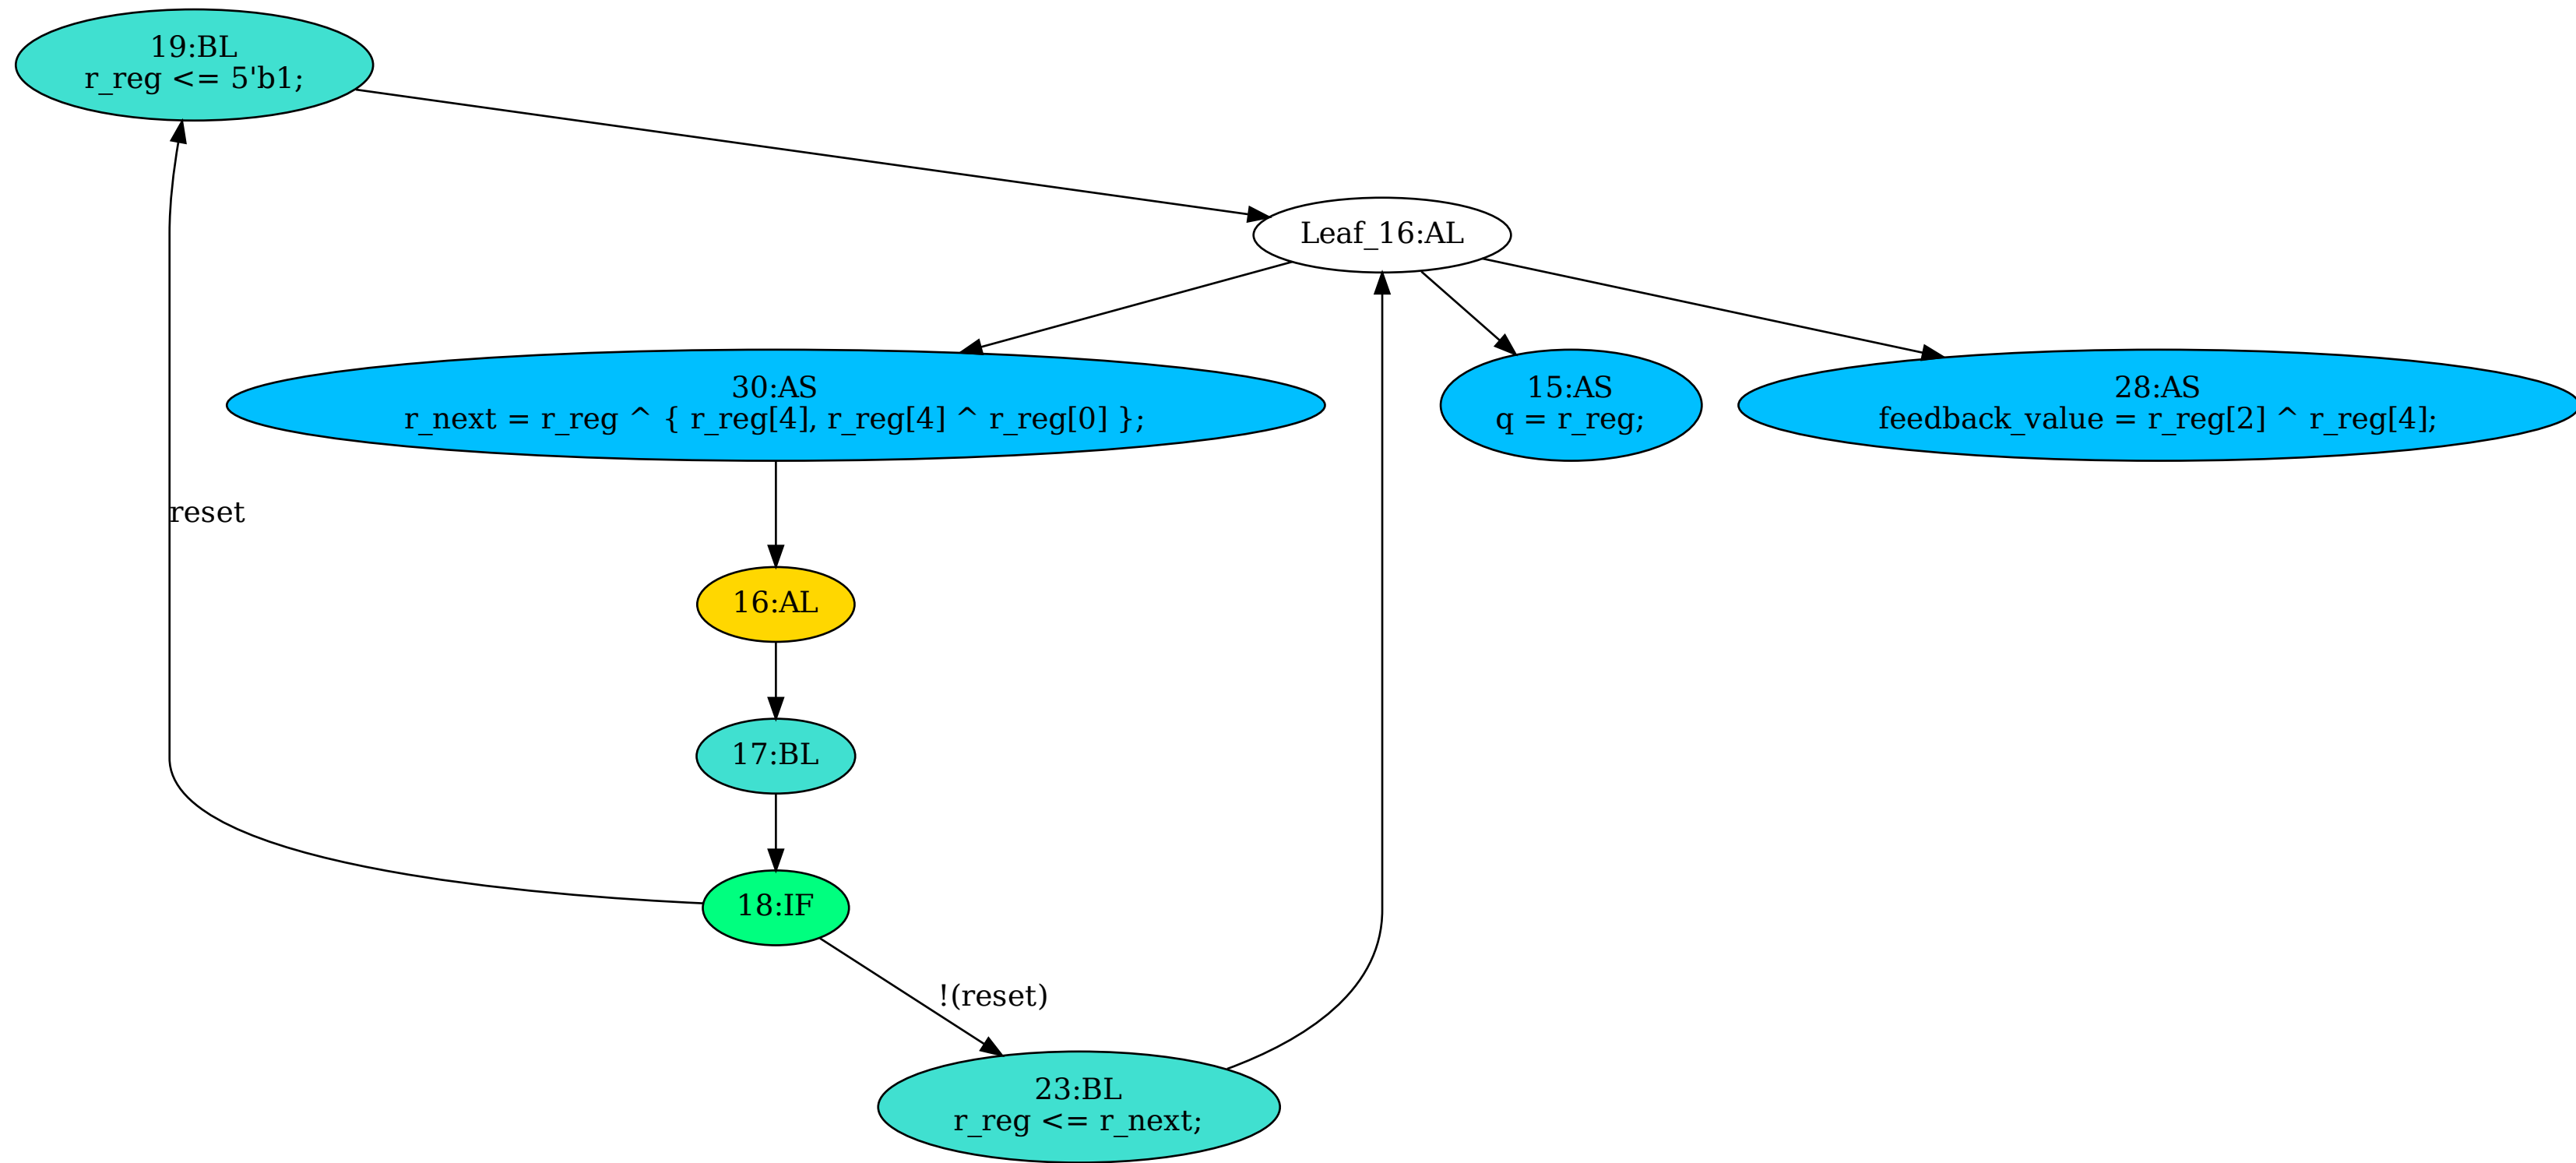 19:BL
r_reg <= 5'b1;
Leaf_16:AL
30:AS
r_next = r_reg ^ { r_reg[4], r_reg[4] ^ r_reg[0] };
15:AS
q = r_reg;
28:AS
feedback_value = r_reg[2] ^ r_reg[4];
reset
16:AL
17:BL
18:IF
!(reset)
23:BL
r_reg <= r_next;